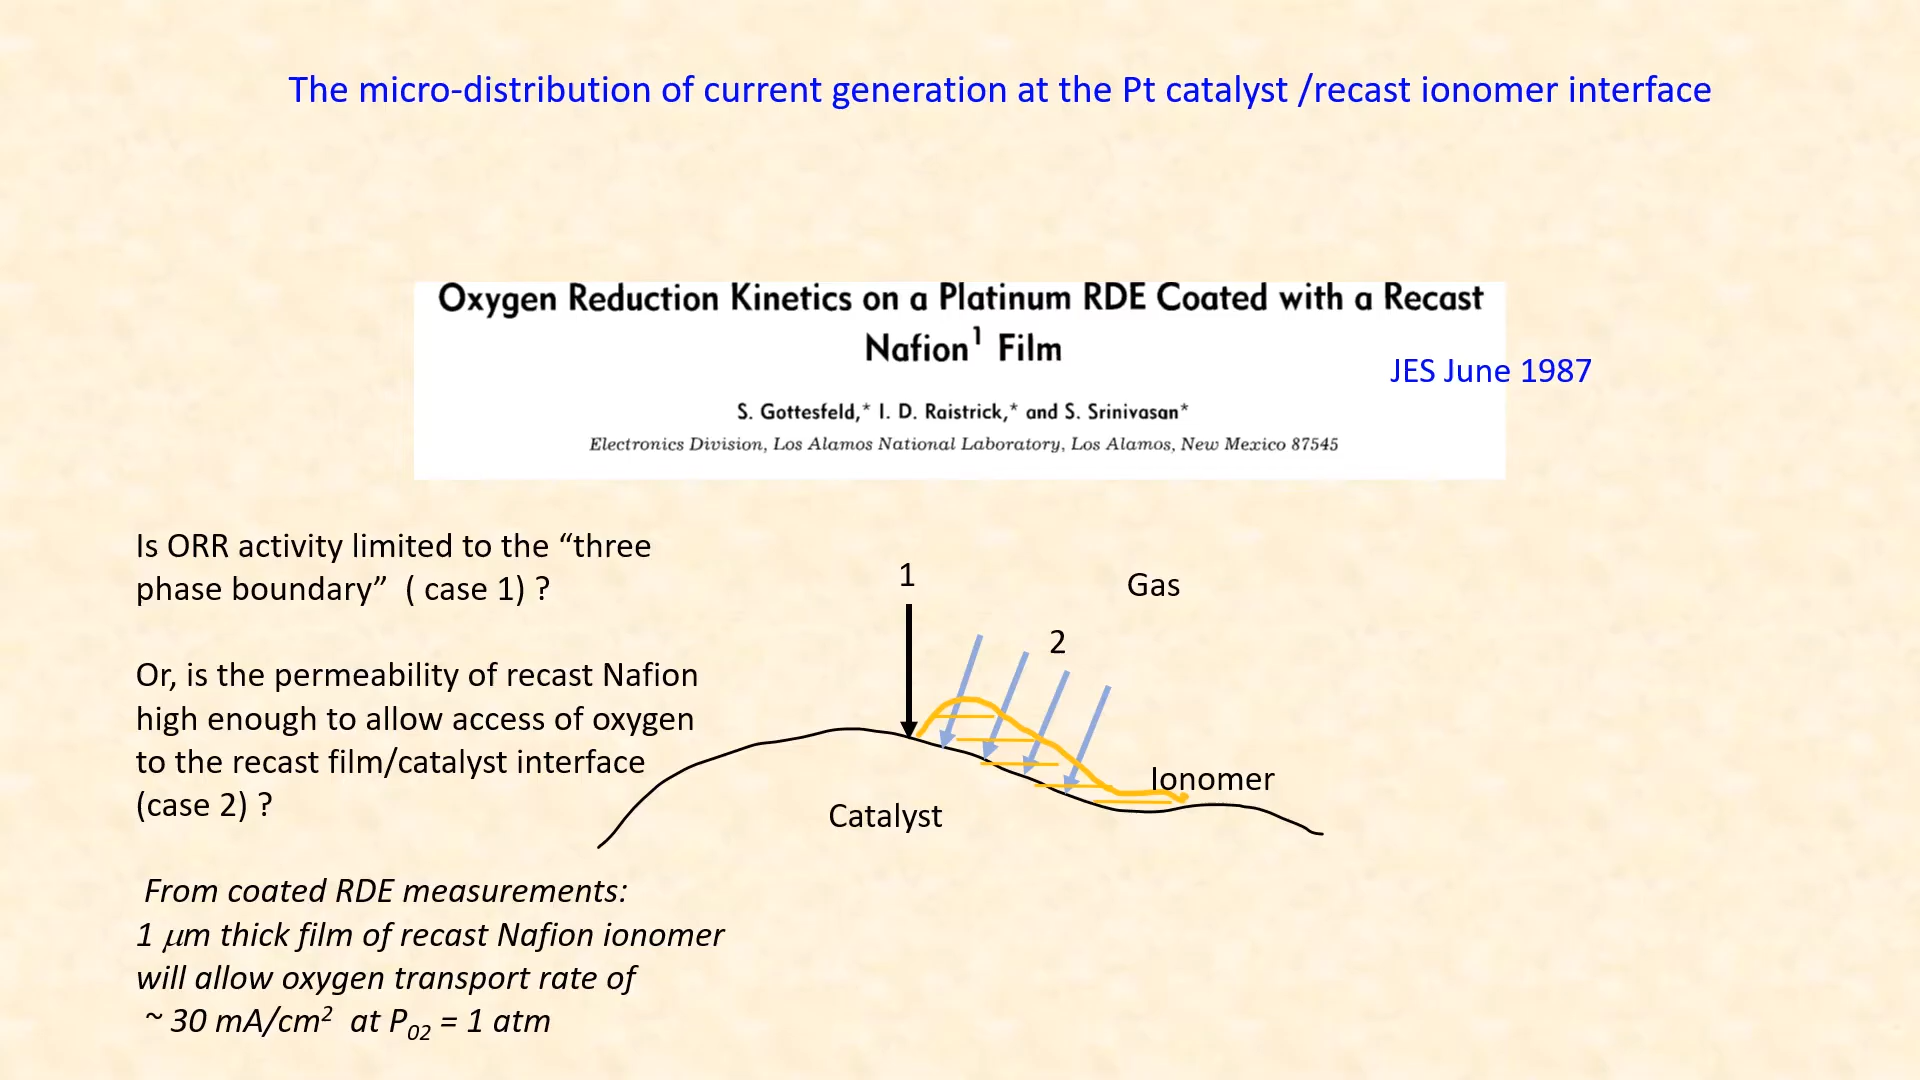 The micro-distribution of current generation at the Pt catalyst /recast ionomer interface
Oxygen Reduction Kinetics on a Platinum RDE Coated with a Recast
Nafion¹ Film
JES June 1987
S. Gottesfeld,* I. D. Raistrick,* and S. Srinivasan*
Electronics Division, Los Alamos National Laboratory, Los Alamos, New Mexico 87545
Is ORR activity limited to the “three
phase boundary” ( case 1) ?
Or, is the permeability of recast Nafion
high enough to allow access of oxygen
to the recast film/catalyst interface
(case 2) ?
From coated RDE measurements:
1 μm thick film of recast Nafion ionomer
will allow oxygen transport rate of
~ 30 mA/cm² at P₀₂ = 1 atm
1
Gas
2
Ionomer
Catalyst